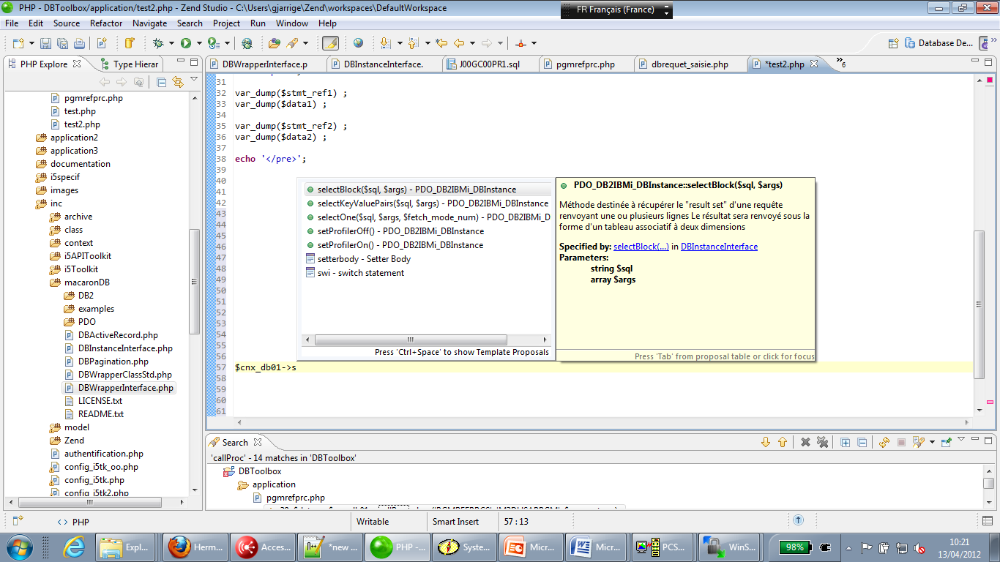 PHP - DBToolbox/application/test2.php - Zend Studio - C:\Users\gjarrige\Zend\workspaces\DefaultWorkspace
FR Français (France)
File Edit Source Refactor Navigate Search Project Run Window Help
Database De...
PHP Explore
Type Hierar
DBWrapperInterface.p
DBInstanceInterface.
J00GC00PR1.sql
pgmrefprc.php
dbrequet_saisie.php
*test2.php
»6
pgmrefprc.php
test.php
test2.php
application2
application3
documentation
i5specif
images
inc
archive
class
context
i5APIToolkit
i5Toolkit
macaronDB
DB2
examples
PDO
DBActiveRecord.php
DBInstanceInterface.php
DBPagination.php
DBWrapperClassStd.php
DBWrapperInterface.php
LICENSE.txt
README.txt
model
Zend
authentification.php
config_i5tk_oo.php
config_i5tk.php
config_i5tk2.php
31
32 var_dump($stmt_ref1) ;
33 var_dump($data1) ;
34
35 var_dump($stmt_ref2) ;
36 var_dump($data2) ;
37
38 echo '</pre>';
39
40
41
42
43
44
45
46
47
48
49
50
51
52
53
54
55
56
57 $cnx_db01->s
58
59
60
61
selectBlock($sql, $args) - PDO_DB2IBMi_DBInstance
selectKeyValuePairs($sql, $args) - PDO_DB2IBMi_DBInstance
selectOne($sql, $args, $fetch_mode_num) - PDO_DB2IBMi_D
setProfilerOff() - PDO_DB2IBMi_DBInstance
setProfilerOn() - PDO_DB2IBMi_DBInstance
setterbody - Setter Body
swi - switch statement
Press 'Ctrl+Space' to show Template Proposals
PDO_DB2IBMi_DBInstance::selectBlock($sql, $args)
Méthode destinée à récupérer le "result set" d'une requête
renvoyant une ou plusieurs lignes Le résultat sera renvoyé sous la
forme d'un tableau associatif à deux dimensions
Specified by: selectBlock(...) in DBInstanceInterface
Parameters:
string $sql
array $args
Press 'Tab' from proposal table or click for focus
Search
'callProc' - 14 matches in 'DBToolbox'
DBToolbox
application
pgmrefprc.php
PHP
Writable
Smart Insert
57 : 13
Expl...
Herm...
Acces...
*new ...
PHP -...
Syste...
Micr...
Micr...
PCS...
WinS...
98%
10:21
13/04/2012